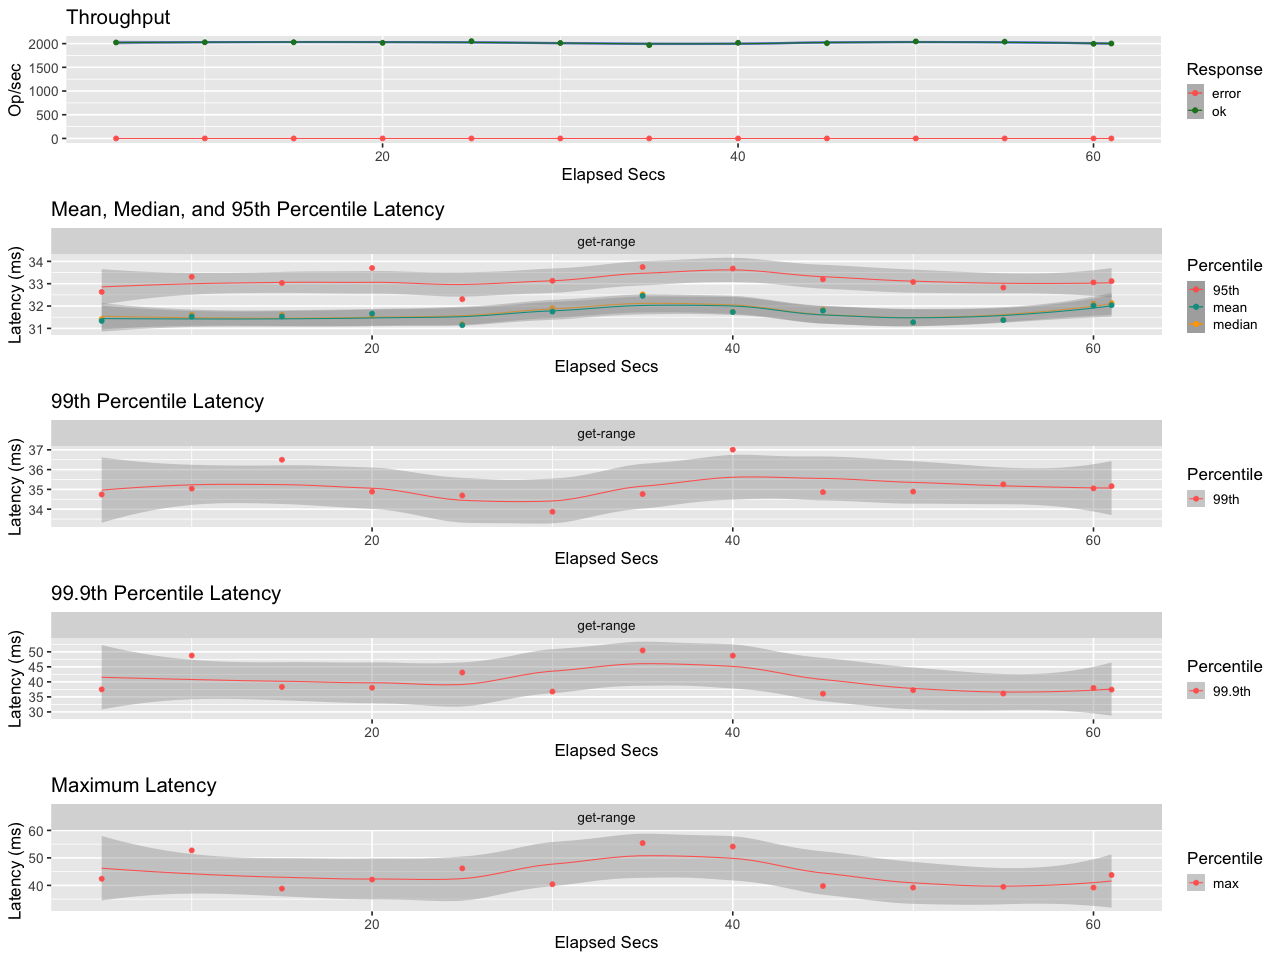 Throughput
2000
1500
1000
500
0
Op/sec
20 40 60
Elapsed Secs
Response
error
ok
Mean, Median, and 95th Percentile Latency
get-range
34
33
32
31
Latency (ms)
20 40 60
Elapsed Secs
Percentile
95th
mean
median
99th Percentile Latency
get-range
37
36
35
34
Latency (ms)
20 40 60
Elapsed Secs
Percentile
99th
99.9th Percentile Latency
get-range
50
45
40
35
30
Latency (ms)
20 40 60
Elapsed Secs
Percentile
99.9th
Maximum Latency
get-range
60
50
40
Latency (ms)
20 40 60
Elapsed Secs
Percentile
max